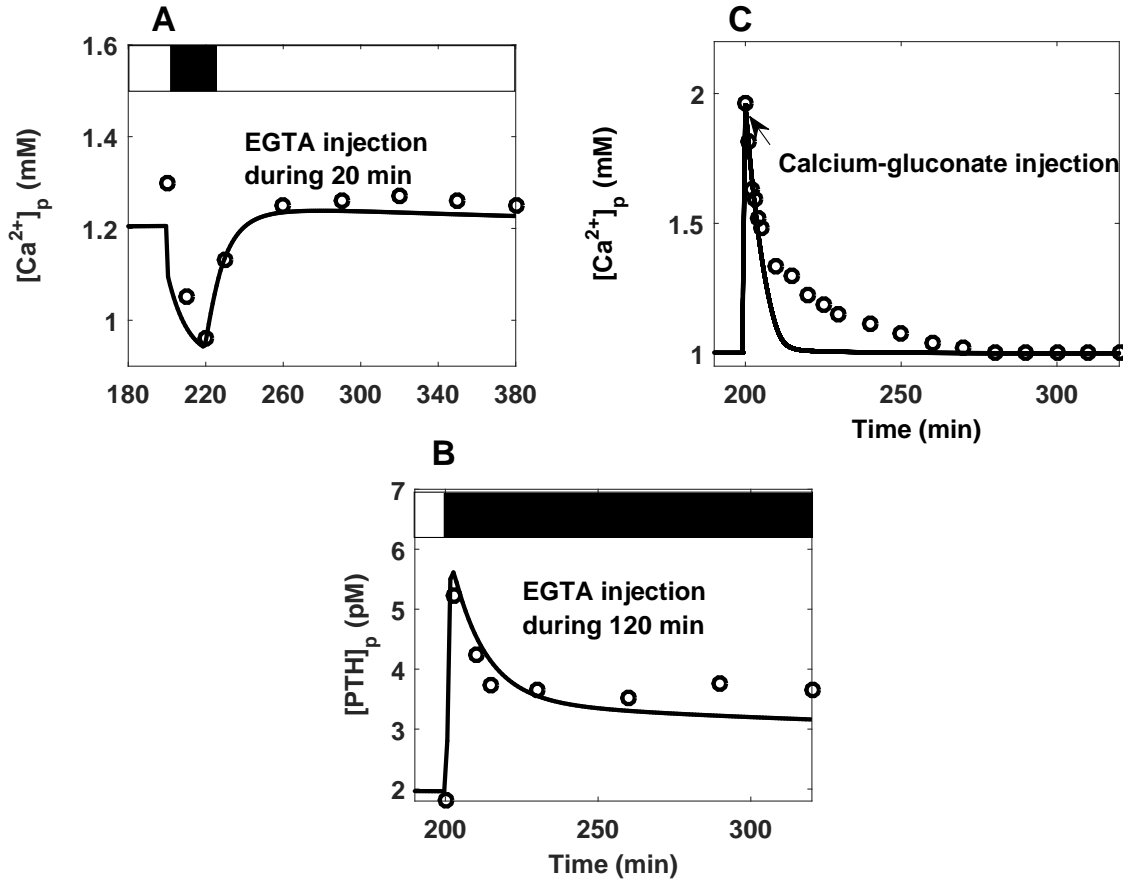 A
1.6
1.4
1.2
1
[Ca2+]p (mM)
EGTA injection
during 20 min
180 220 260 300 340 380
C
2
1.5
1
[Ca2+]p (mM)
Calcium-gluconate injection
200 250 300
Time (min)
B
7
6
5
4
3
2
[PTH]p (pM)
EGTA injection
during 120 min
200 250 300
Time (min)